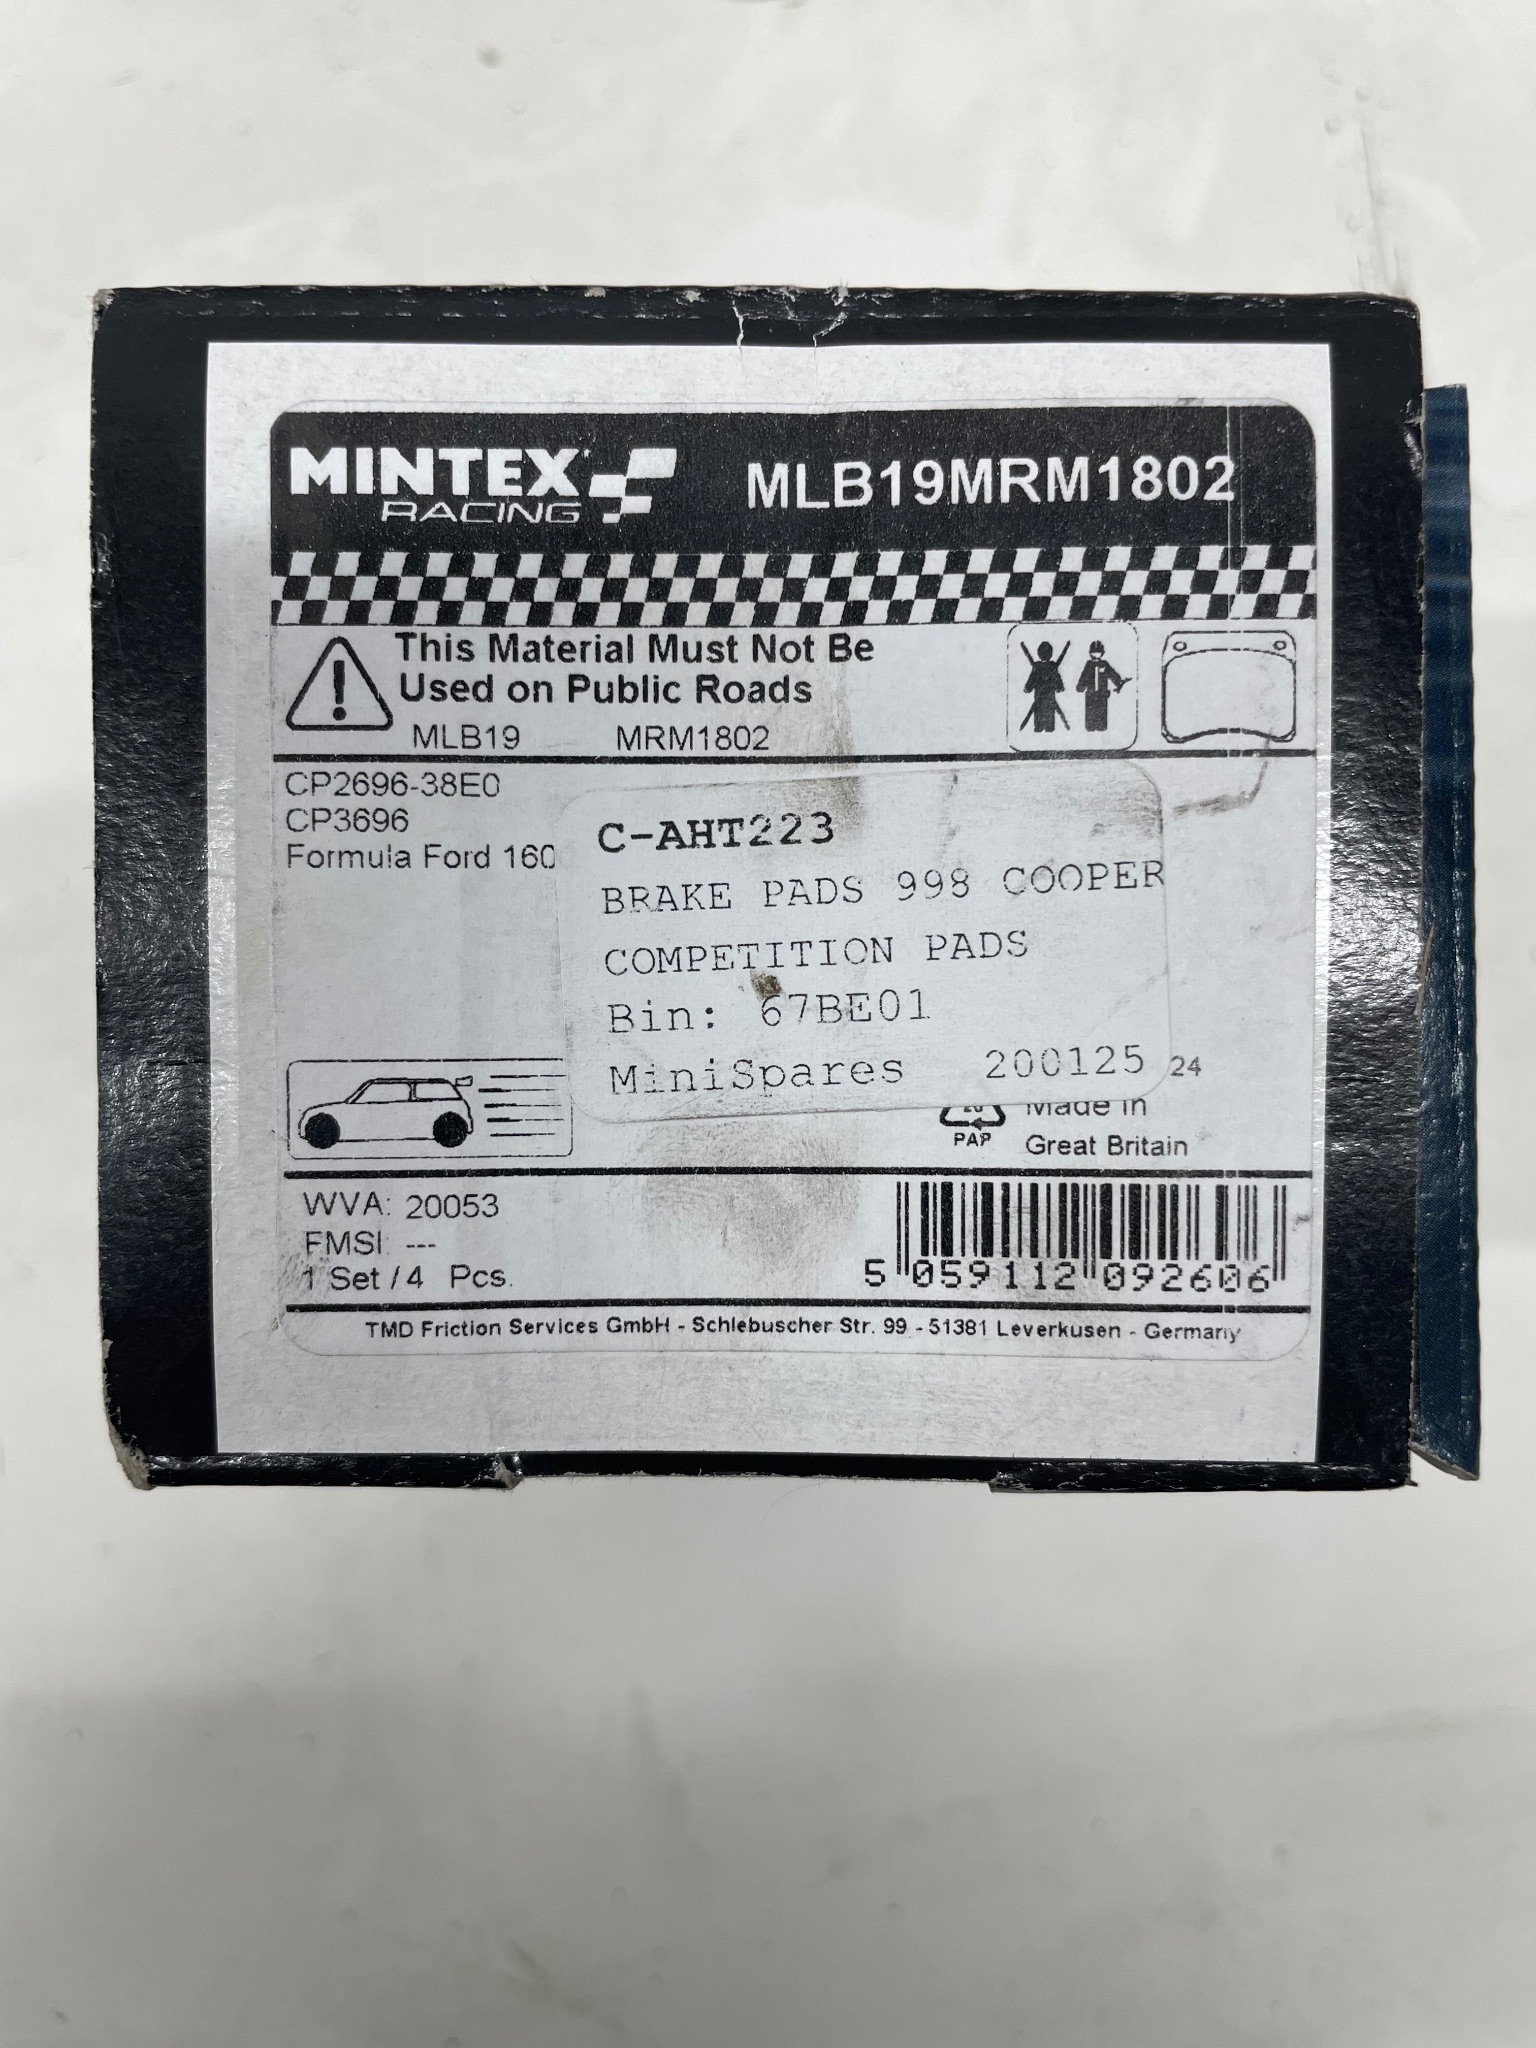 MINTEX
RACING
MLB19MRM1802
This Material Must Not Be
Used on Public Roads
MLB19 MRM1802
CP2696-38E0
CP3696
Formula Ford 160
C-AHT223
BRAKE PADS 998 COOPER
COMPETITION PADS
Bin: 67BE01
MiniSpares 200125
24
PAP
Made in
Great Britain
WVA: 20053
FMSI: ---
1 Set / 4 Pcs.
5 059112 092606
TMD Friction Services GmbH - Schlebuscher Str. 99 - 51381 Leverkusen - Germany